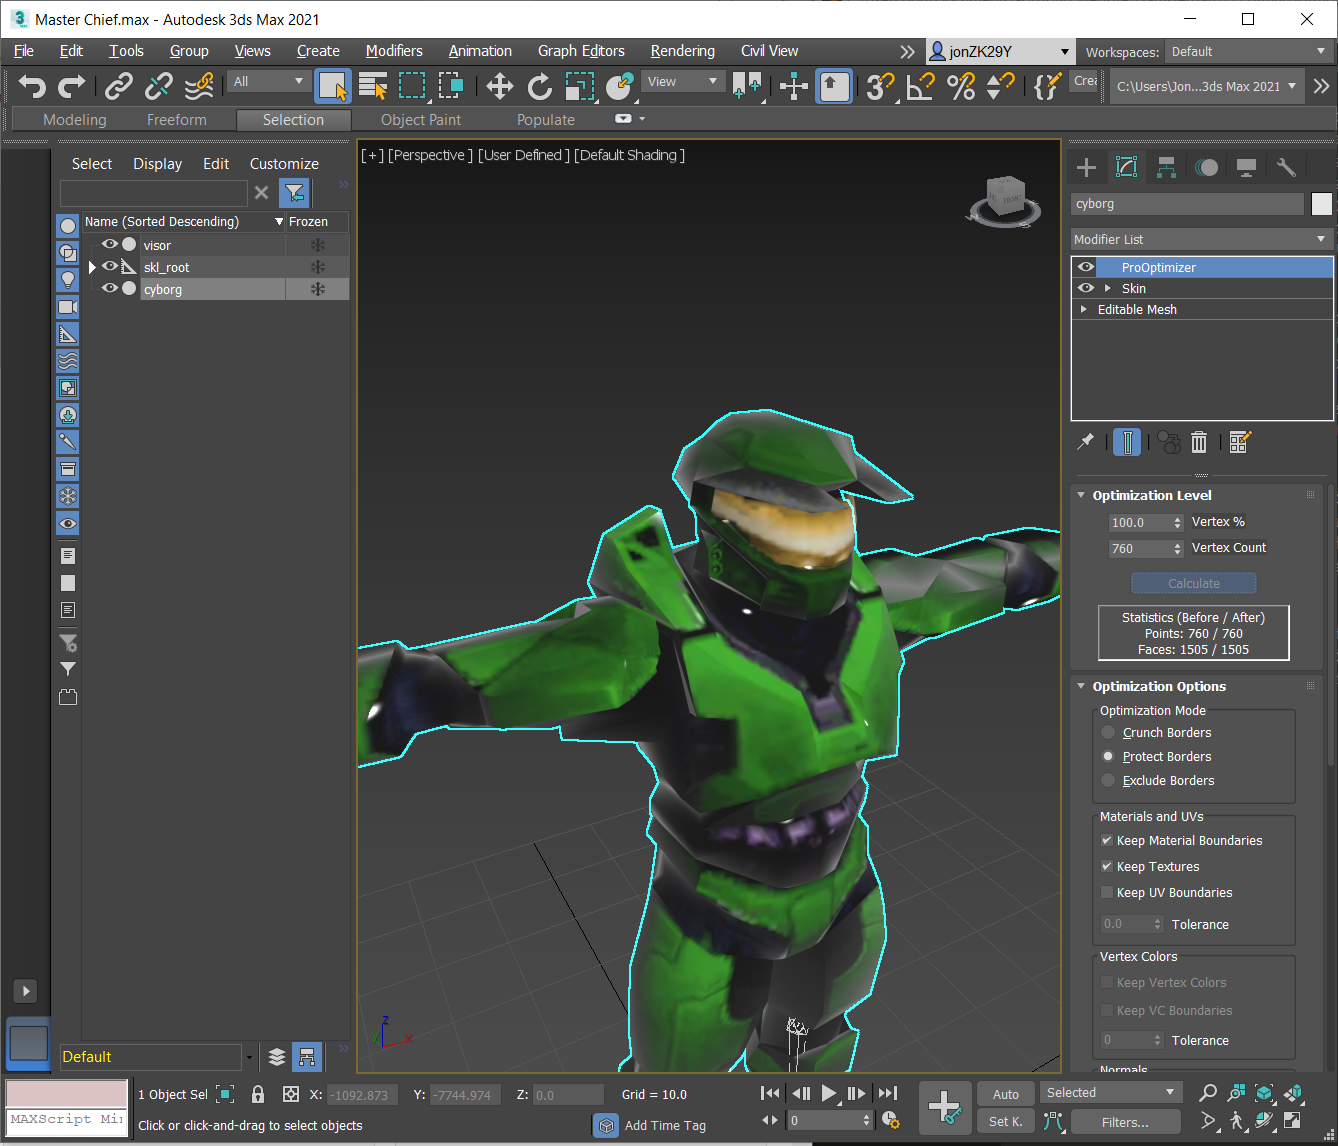 Master Chief.max - Autodesk 3ds Max 2021
File Edit Tools Group Views Create Modifiers Animation Graph Editors Rendering Civil View
jonZK29Y
Workspaces: Default
All
View
C:\Users\Jon...3ds Max 2021
Modeling Freeform Selection Object Paint Populate
Select Display Edit Customize
Name (Sorted Descending) Frozen
visor
skl_root
cyborg
[+] [Perspective ] [User Defined ] [Default Shading ]
FRONT
cyborg
Modifier List
ProOptimizer
Skin
Editable Mesh
Optimization Level
100.0 Vertex %
760 Vertex Count
Calculate
Statistics (Before / After)
Points: 760 / 760
Faces: 1505 / 1505
Optimization Options
Optimization Mode
Crunch Borders
Protect Borders
Exclude Borders
Materials and UVs
Keep Material Boundaries
Keep Textures
Keep UV Boundaries
0.0 Tolerance
Vertex Colors
Keep Vertex Colors
Keep VC Boundaries
0 Tolerance
Normals
z
x
Default
1 Object Sel X: -1092.873 Y: -7744.974 Z: 0.0 Grid = 10.0
MAXScript Mi
Click or click-and-drag to select objects
Add Time Tag
0
Auto Selected
Set K. Filters...